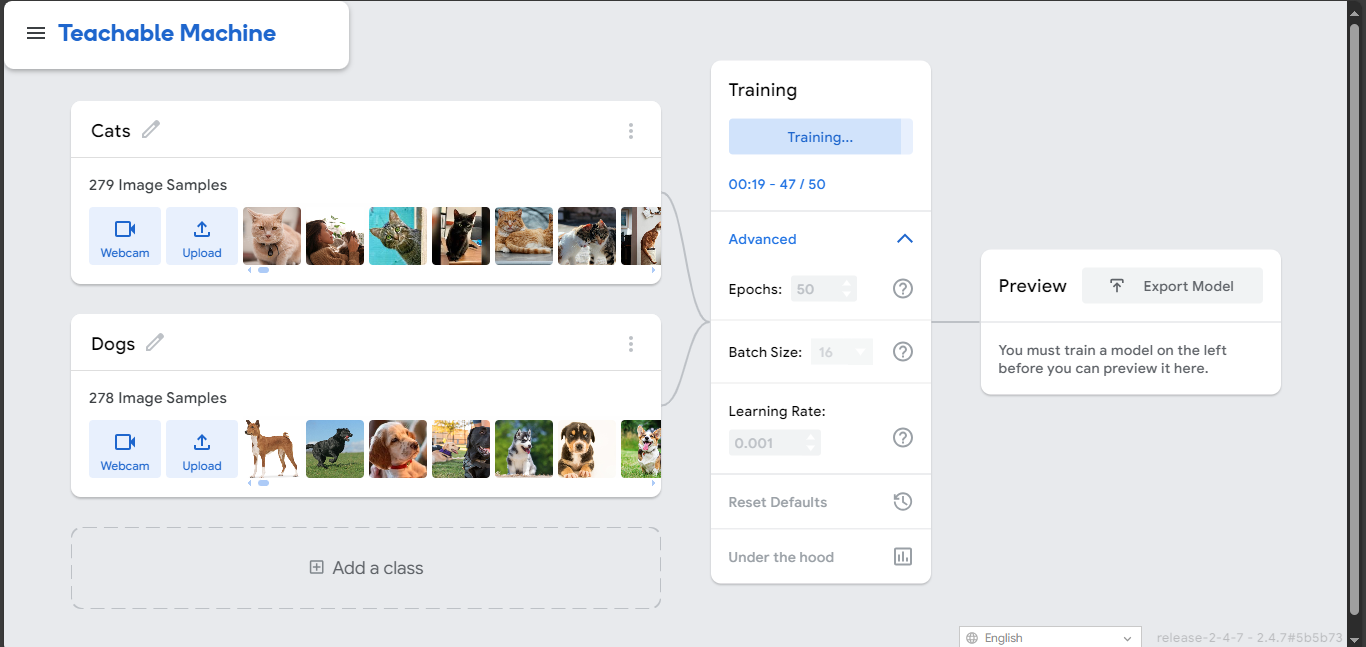 Teachable Machine
Cats
279 Image Samples
Webcam
Upload
Dogs
278 Image Samples
Webcam
Upload
Add a class
Training
Training...
00:19 - 47 / 50
Advanced
Epochs: 50
Batch Size: 16
Learning Rate:
0.001
Reset Defaults
Under the hood
Preview
Export Model
You must train a model on the left
before you can preview it here.
English
release-2-4-7 - 2.4.7#5b5b73